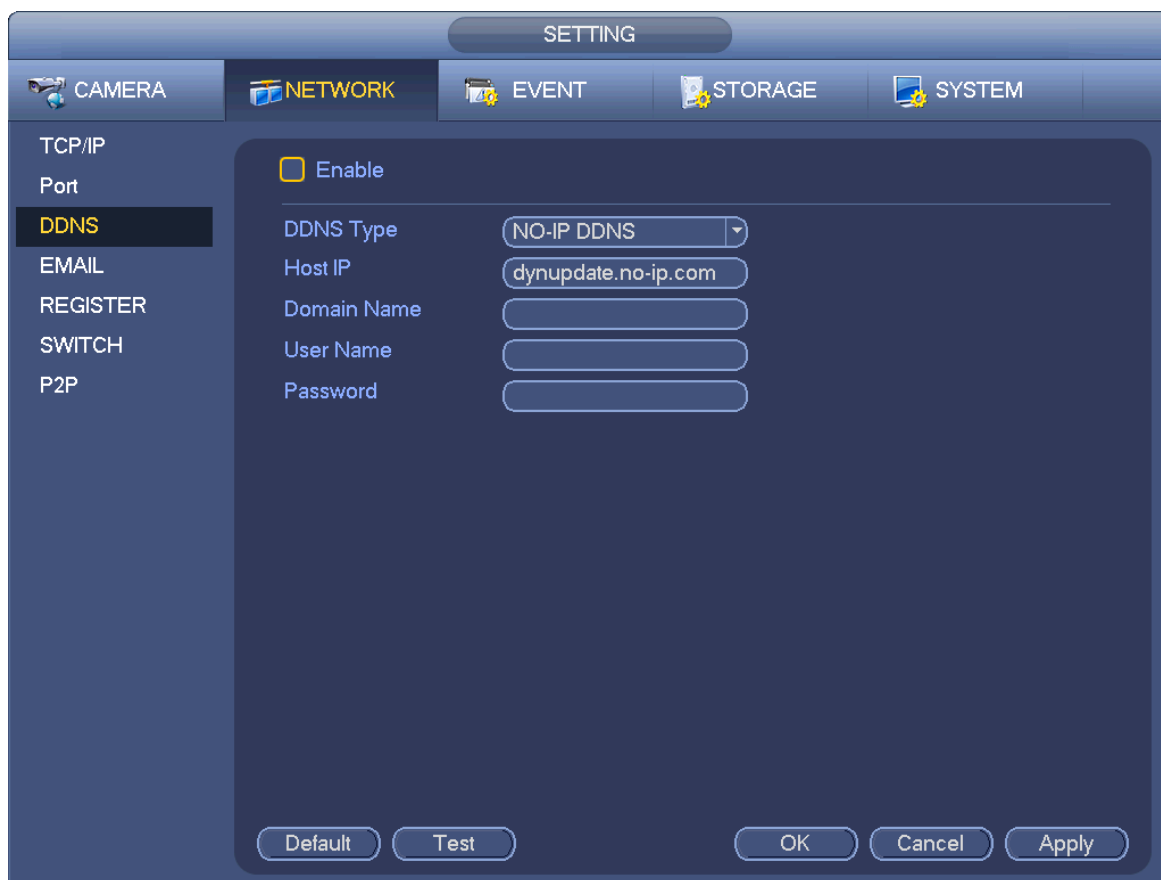 SETTING
CAMERA NETWORK EVENT STORAGE SYSTEM
TCP/IP
Port
DDNS
EMAIL
REGISTER
SWITCH
P2P
Enable
DDNS Type NO-IP DDNS
Host IP dynupdate.no-ip.com
Domain Name
User Name
Password
Default Test OK Cancel Apply